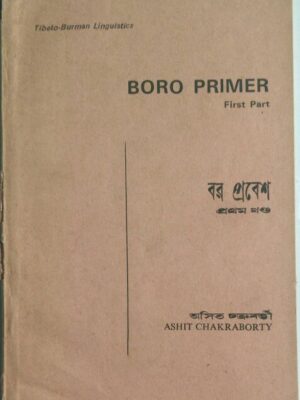 Tibeto-Burman Linguistics
BORO PRIMER
First Part
বর প্রবেশ
প্রথম খণ্ড
অসিত চক্রবর্তী
ASHIT CHAKRABORTY